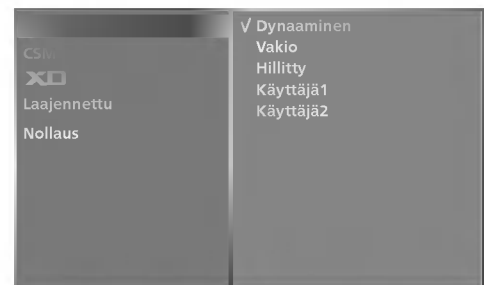 CSM
XD
Laajennettu
Nollaus
√ Dynaaminen
Vakio
Hillitty
Käyttäjä1
Käyttäjä2